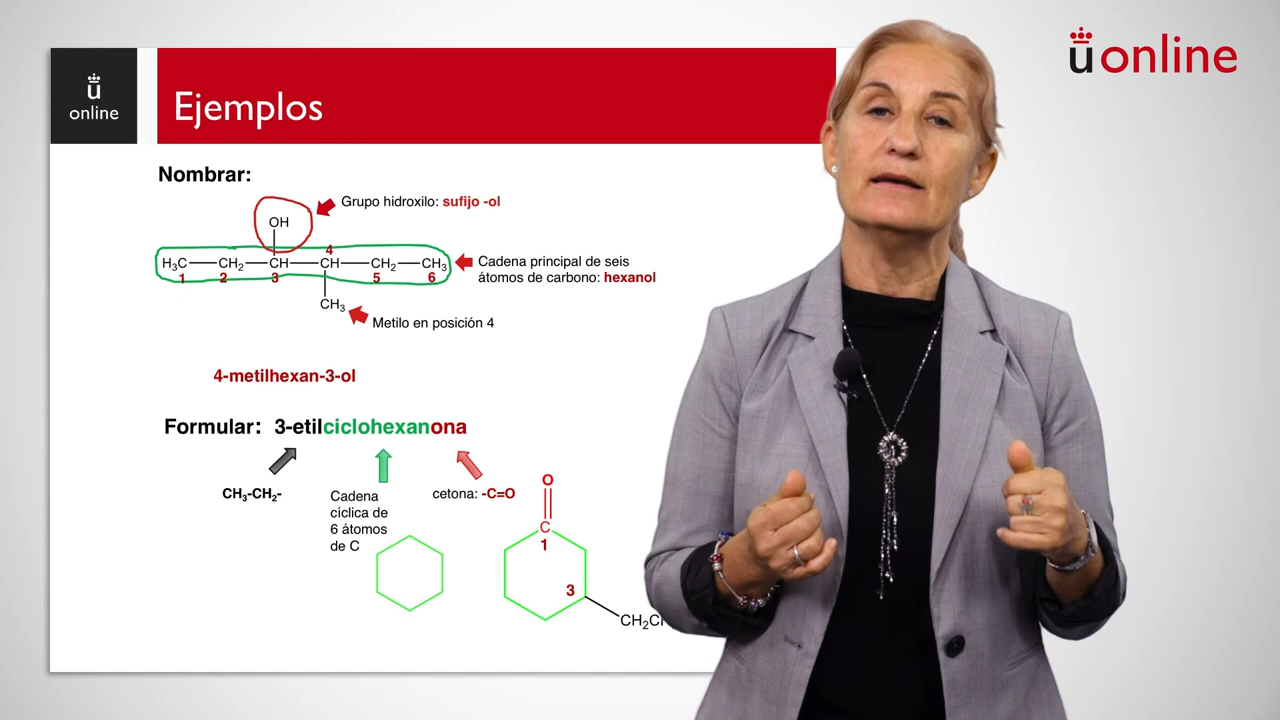 ü online
ü
online
Ejemplos
Nombrar:
OH
Grupo hidroxilo: sufijo -ol
4
H₃C CH₂ CH CH CH₂ CH₃
1 2 3 5 6
Cadena principal de seis
átomos de carbono: hexanol
CH₃
Metilo en posición 4
4-metilhexan-3-ol
Formular: 3-etilciclohexanona
CH₃-CH₂-
Cadena
cíclica de
6 átomos
de C
cetona: -C=O
O
C
1
3